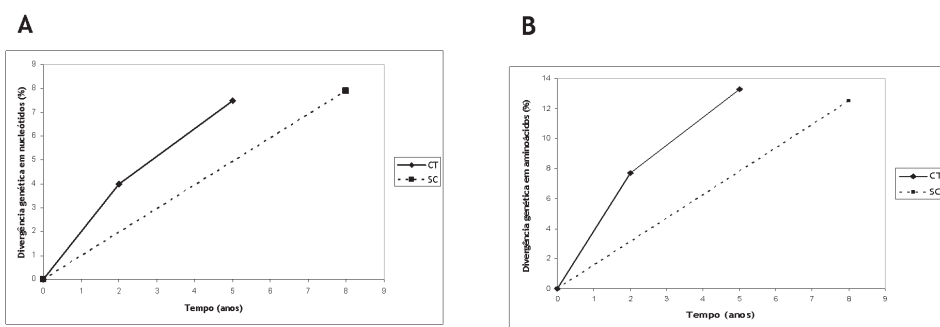 A
9
8
7
6
5
4
3
2
1
0
0 1 2 3 4 5 6 7 8 9
Divergência genética em nucleótidos (%)
Tempo (anos)
CT
SC
B
14
12
10
8
6
4
2
0
0 1 2 3 4 5 6 7 8 9
Divergência genética em aminoácidos (%)
Tempo (anos)
CT
SC